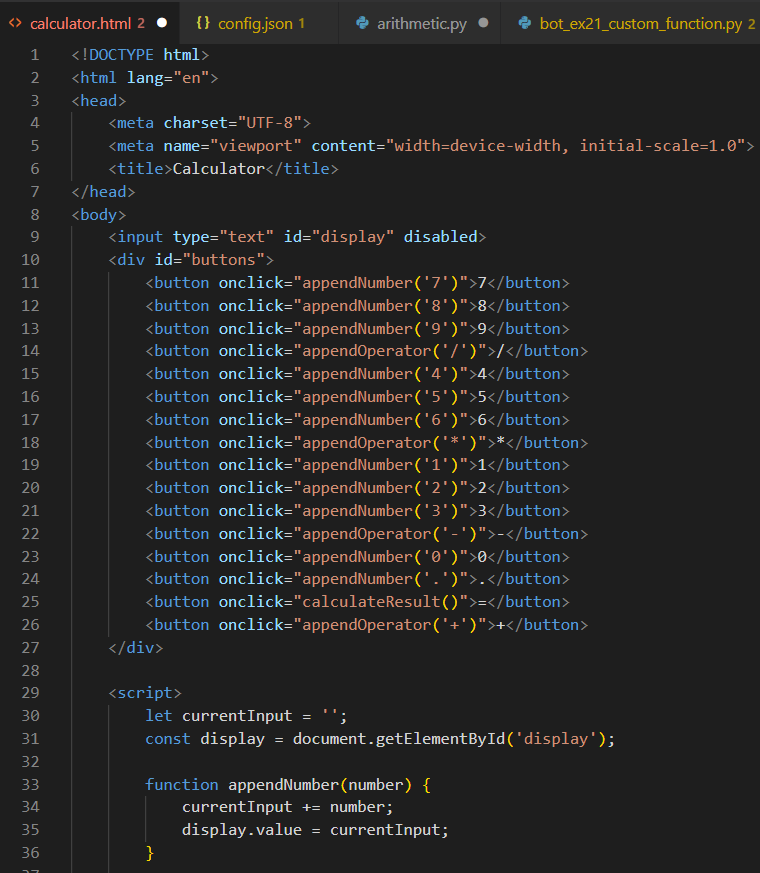 <> calculator.html 2 ●
{} config.json 1
arithmetic.py ●
bot_ex21_custom_function.py 2
1 <!DOCTYPE html>
2 <html lang="en">
3 <head>
4 <meta charset="UTF-8">
5 <meta name="viewport" content="width=device-width, initial-scale=1.0">
6 <title>Calculator</title>
7 </head>
8 <body>
9 <input type="text" id="display" disabled>
10 <div id="buttons">
11 <button onclick="appendNumber('7')">7</button>
12 <button onclick="appendNumber('8')">8</button>
13 <button onclick="appendNumber('9')">9</button>
14 <button onclick="appendOperator('/')">/</button>
15 <button onclick="appendNumber('4')">4</button>
16 <button onclick="appendNumber('5')">5</button>
17 <button onclick="appendNumber('6')">6</button>
18 <button onclick="appendOperator('*')">*</button>
19 <button onclick="appendNumber('1')">1</button>
20 <button onclick="appendNumber('2')">2</button>
21 <button onclick="appendNumber('3')">3</button>
22 <button onclick="appendOperator('-')">-</button>
23 <button onclick="appendNumber('0')">0</button>
24 <button onclick="appendNumber('.')">.</button>
25 <button onclick="calculateResult()">=</button>
26 <button onclick="appendOperator('+')">+</button>
27 </div>
28
29 <script>
30 let currentInput = '';
31 const display = document.getElementById('display');
32
33 function appendNumber(number) {
34 currentInput += number;
35 display.value = currentInput;
36 }